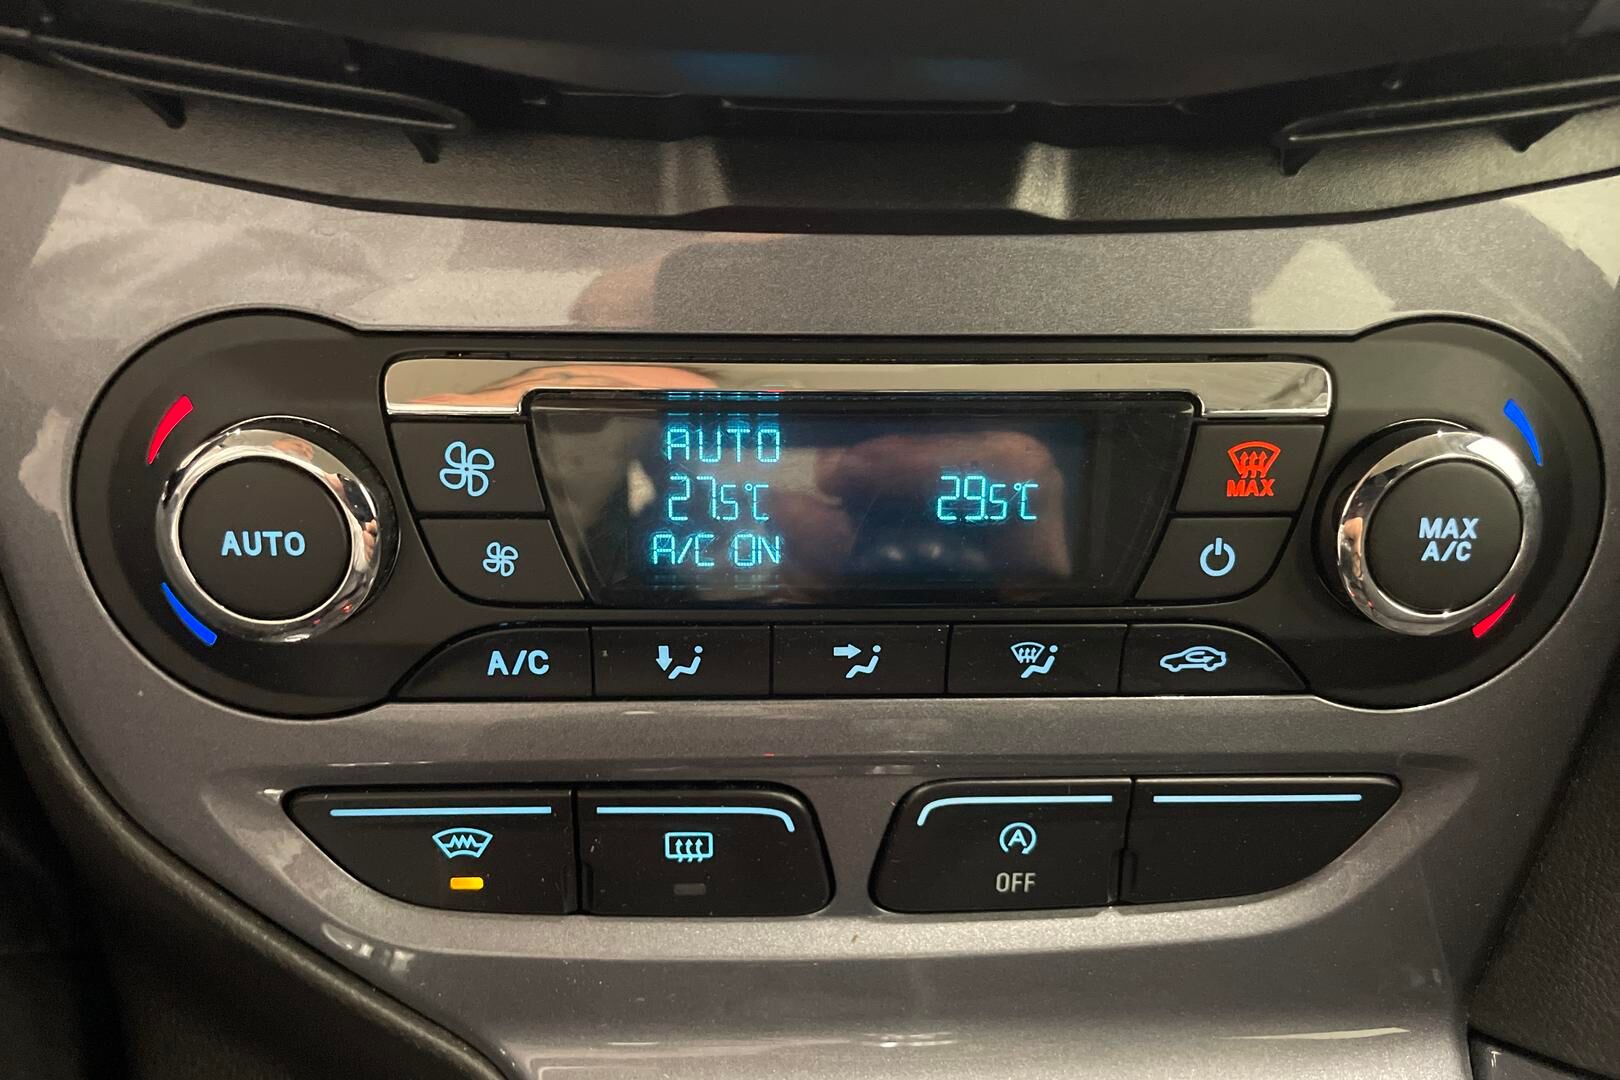 AUTO
27.5°C
29.5°C
A/C ON
AUTO
MAX
MAX
A/C
A/C
A
OFF